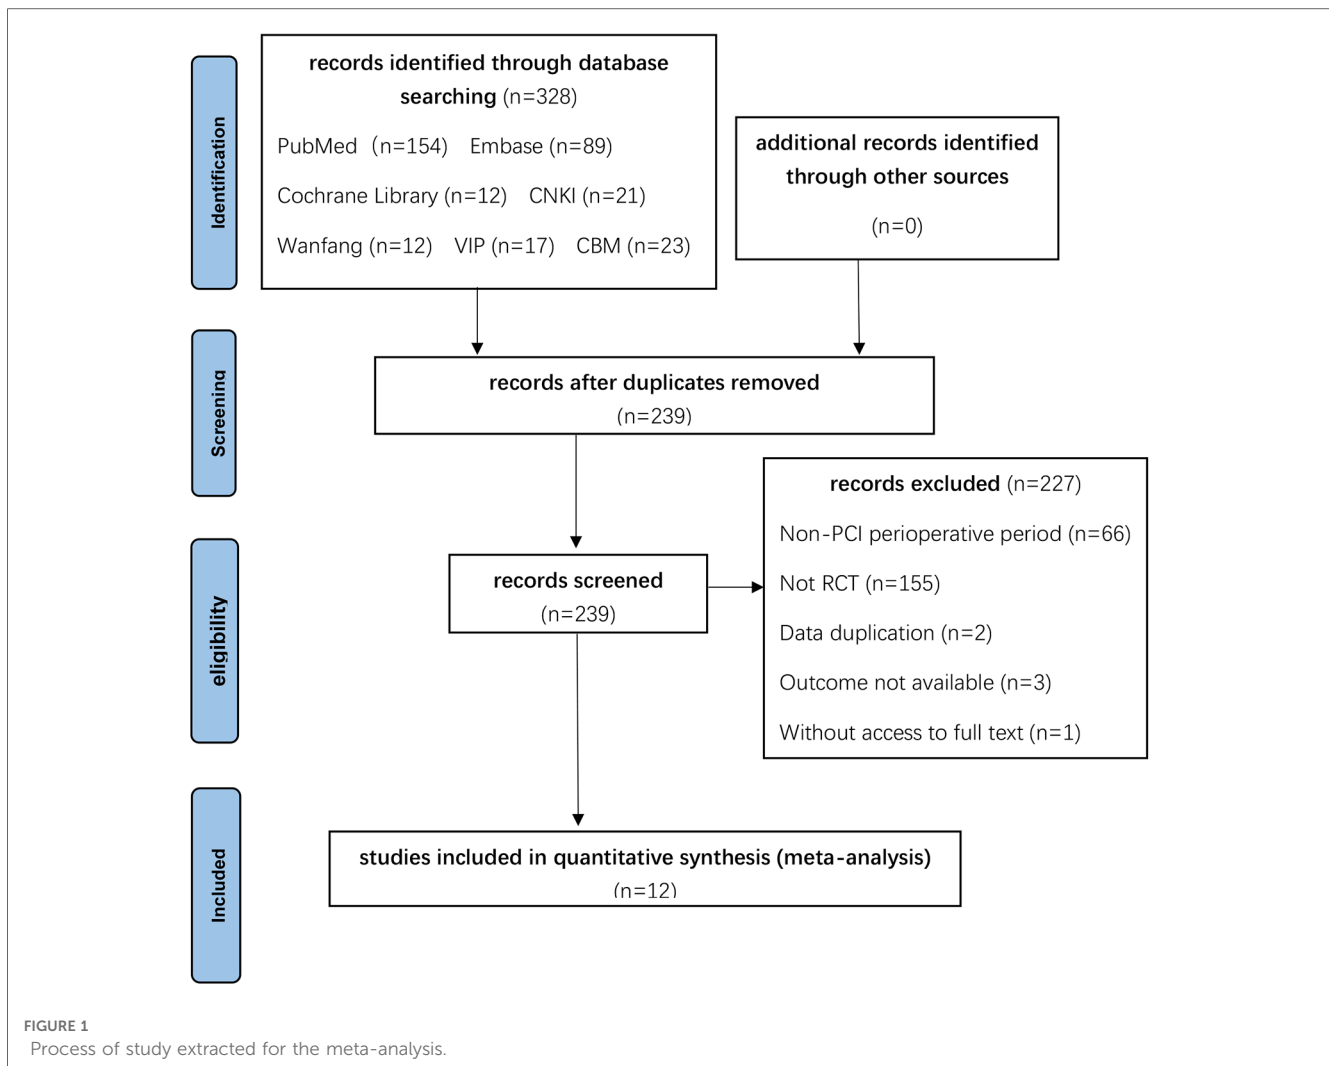 Identification
records identified through database
searching (n=328)
PubMed（n=154)    Embase (n=89)
Cochrane Library (n=12)    CNKI (n=21)
Wanfang (n=12)    VIP (n=17)    CBM (n=23)
additional records identified
through other sources
(n=0)
Screening
records after duplicates removed
(n=239)
eligibility
records screened
(n=239)
records excluded (n=227)
Non-PCI perioperative period (n=66)
Not RCT (n=155)
Data duplication (n=2)
Outcome not available (n=3)
Without access to full text (n=1)
Included
studies included in quantitative synthesis (meta-analysis)
(n=12)
FIGURE 1
Process of study extracted for the meta-analysis.